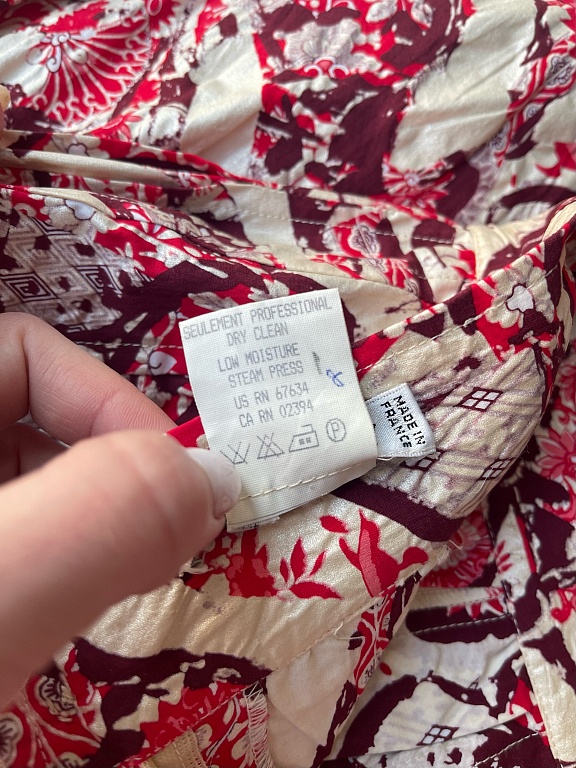 SEULEMENT PROFESSIONAL
DRY CLEAN
LOW MOISTURE
STEAM PRESS
US RN 67634
CA RN 02394
P
MADE IN
FRANCE